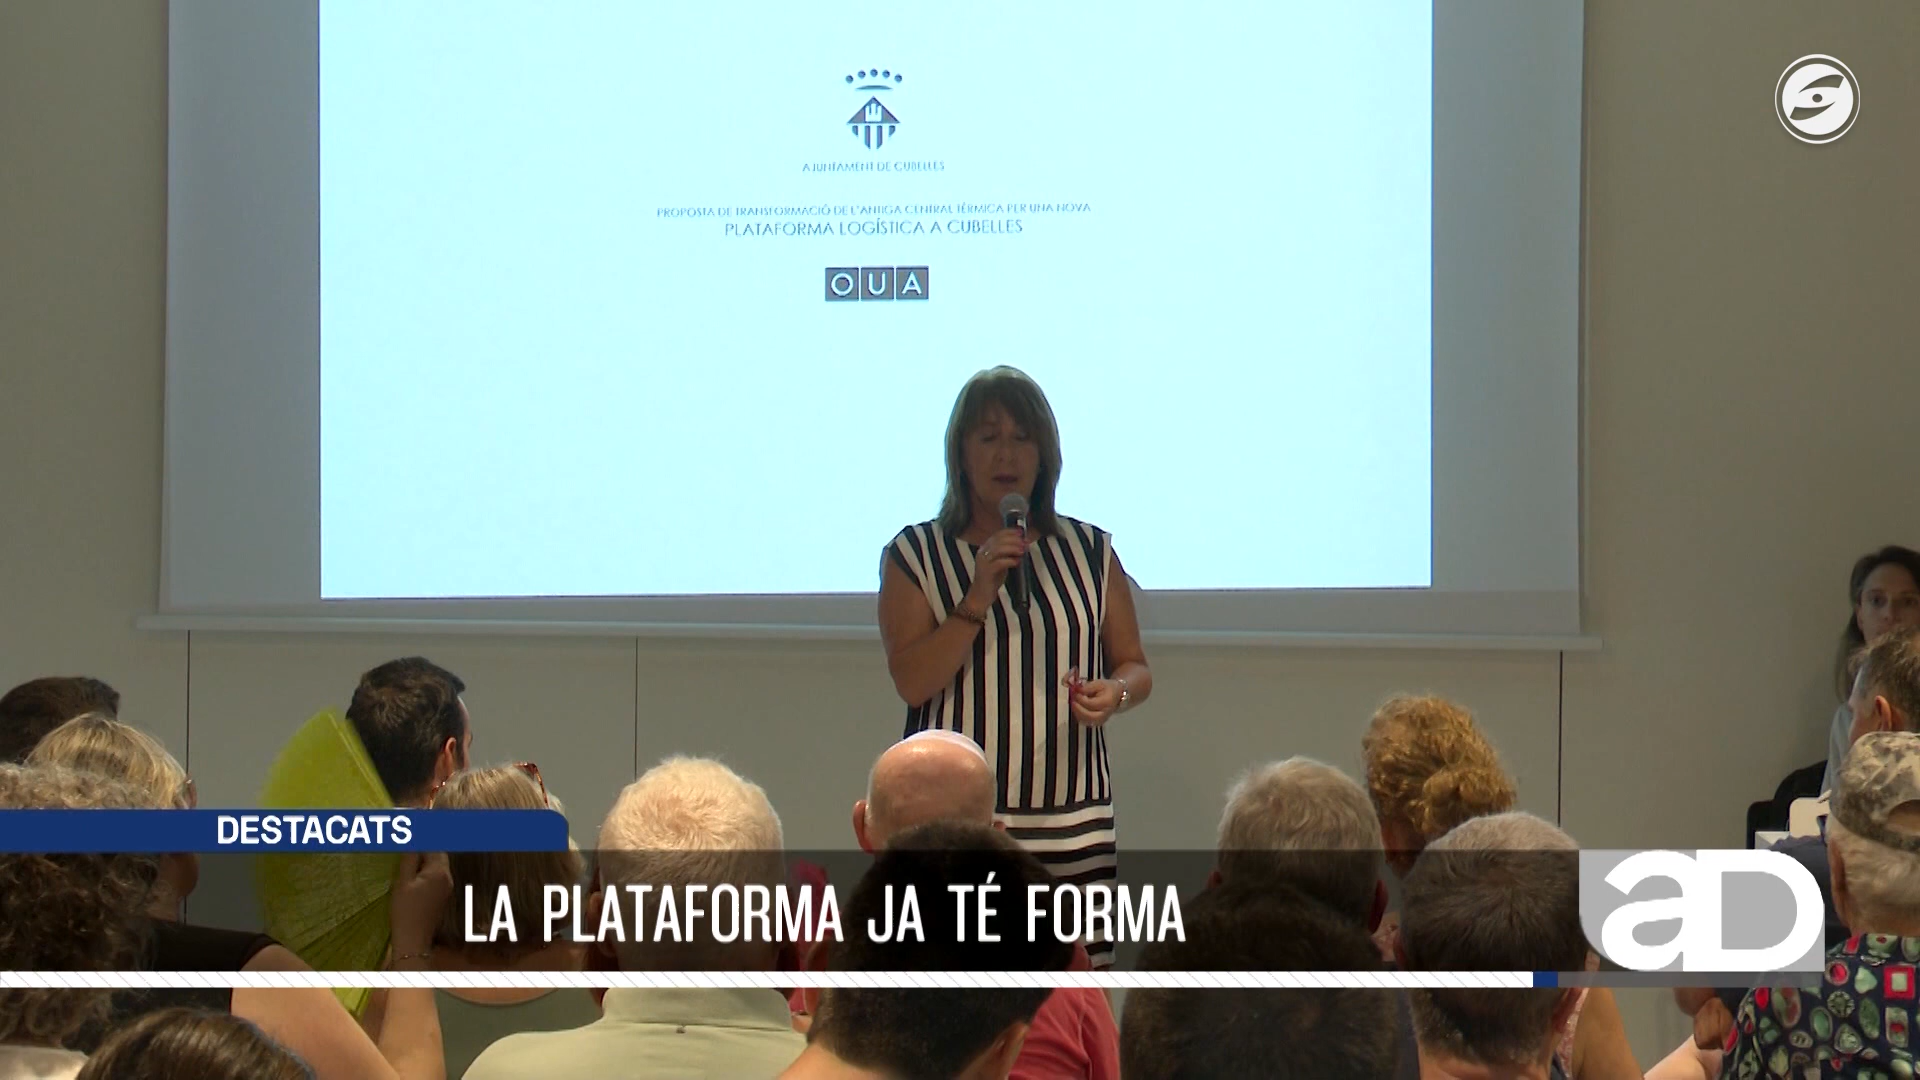 AJUNTAMENT DE CUBELLES
PROPOSTA DE TRANSFORMACIÓ DE L'ANTIGA CENTRAL TÈRMICA PER UNA NOVA
PLATAFORMA LOGÍSTICA A CUBELLES
OUA
DESTACATS
LA PLATAFORMA JA TÉ FORMA
aD